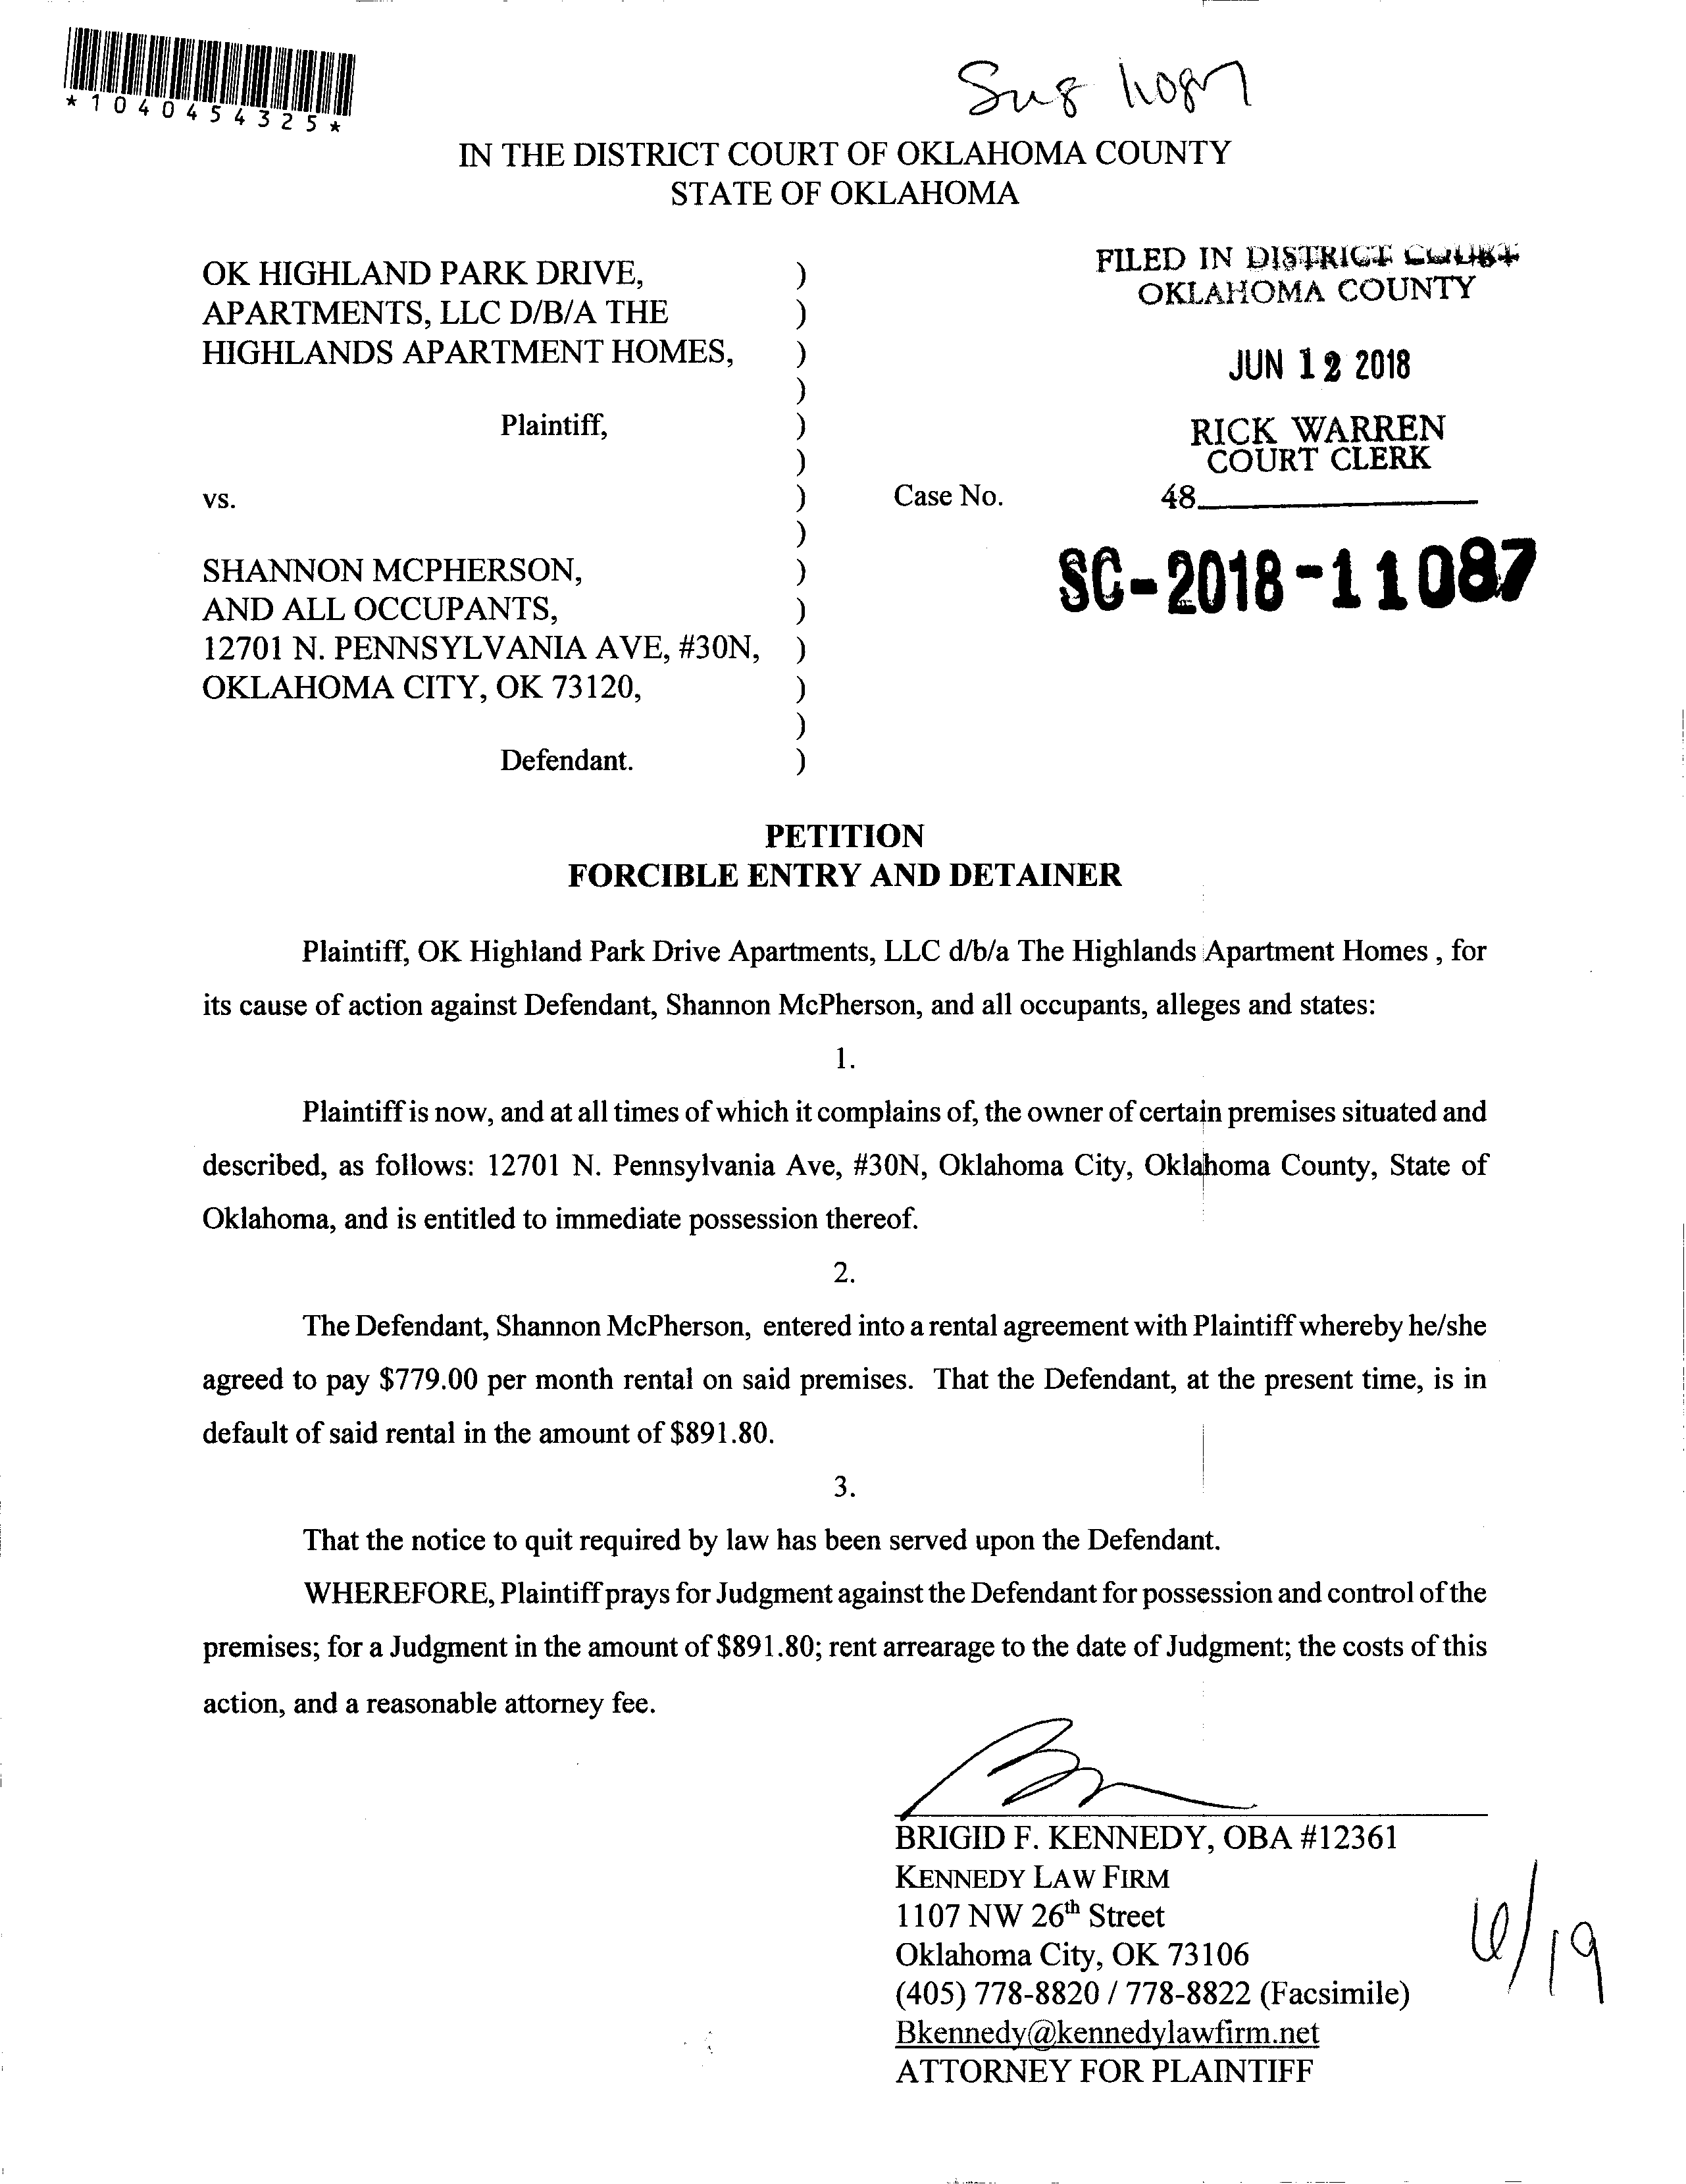 *1040454325*
IN THE DISTRICT COURT OF OKLAHOMA COUNTY
STATE OF OKLAHOMA
OK HIGHLAND PARK DRIVE, )
APARTMENTS, LLC D/B/A THE )
HIGHLANDS APARTMENT HOMES, )
)
Plaintiff, )
)
vs. )
)
SHANNON MCPHERSON, )
AND ALL OCCUPANTS, )
12701 N. PENNSYLVANIA AVE, #30N, )
OKLAHOMA CITY, OK 73120, )
)
Defendant. )
FILED IN DISTRICT COURT
OKLAHOMA COUNTY
JUN 12 2018
RICK WARREN
COURT CLERK
Case No. 48
SC-2018-11087
PETITION
FORCIBLE ENTRY AND DETAINER
Plaintiff, OK Highland Park Drive Apartments, LLC d/b/a The Highlands Apartment Homes , for
its cause of action against Defendant, Shannon McPherson, and all occupants, alleges and states:
1.
Plaintiff is now, and at all times of which it complains of, the owner of certain premises situated and
described, as follows: 12701 N. Pennsylvania Ave, #30N, Oklahoma City, Oklahoma County, State of
Oklahoma, and is entitled to immediate possession thereof.
2.
The Defendant, Shannon McPherson, entered into a rental agreement with Plaintiff whereby he/she
agreed to pay $779.00 per month rental on said premises. That the Defendant, at the present time, is in
default of said rental in the amount of $891.80.
3.
That the notice to quit required by law has been served upon the Defendant.
WHEREFORE, Plaintiff prays for Judgment against the Defendant for possession and control of the
premises; for a Judgment in the amount of $891.80; rent arrearage to the date of Judgment; the costs of this
action, and a reasonable attorney fee.
BRIGID F. KENNEDY, OBA #12361
KENNEDY LAW FIRM
1107 NW 26th Street
Oklahoma City, OK 73106
(405) 778-8820 / 778-8822 (Facsimile)
Bkennedy@kennedylawfirm.net
ATTORNEY FOR PLAINTIFF
6/19